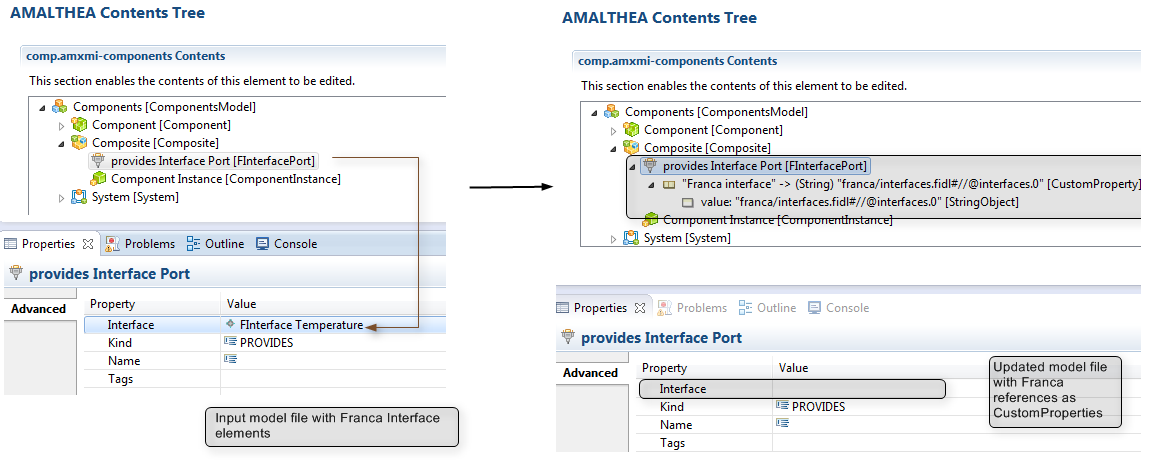 AMALTHEA Contents Tree
comp.amxmi-components Contents
This section enables the contents of this element to be edited.
Components [ComponentsModel]
Component [Component]
Composite [Composite]
provides Interface Port [FInterfacePort]
Component Instance [ComponentInstance]
System [System]
Properties Problems Outline Console
provides Interface Port
Advanced
Property Value
Interface FInterface Temperature
Kind PROVIDES
Name
Tags
Input model file with Franca Interface
elements
AMALTHEA Contents Tree
comp.amxmi-components Contents
This section enables the contents of this element to be edited.
Components [ComponentsModel]
Component [Component]
Composite [Composite]
provides Interface Port [FInterfacePort]
"Franca interface" -> (String) "franca/interfaces.fidl#//@interfaces.0" [CustomProperty]
value: "franca/interfaces.fidl#//@interfaces.0" [StringObject]
Component Instance [ComponentInstance]
System [System]
Properties Problems Outline Console
provides Interface Port
Advanced
Property Value
Interface
Kind PROVIDES
Name
Tags
Updated model file
with Franca
references as
CustomProperties